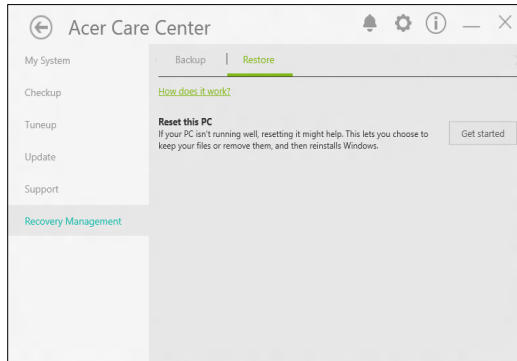 Acer Care Center
My System
Checkup
Tuneup
Update
Support
Recovery Management
Backup | Restore
How does it work?
Reset this PC
If your PC isn't running well, resetting it might help. This lets you choose to
keep your files or remove them, and then reinstalls Windows.
Get started